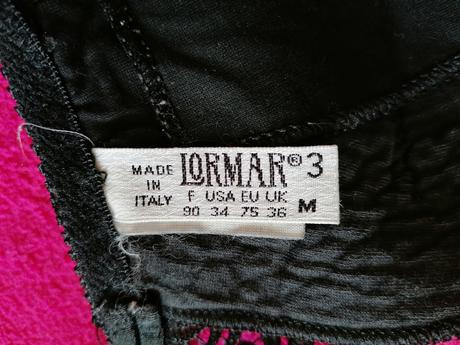 MADE IN ITALY
LORMAR® 3
F USA EU UK
90 34 75 36 M